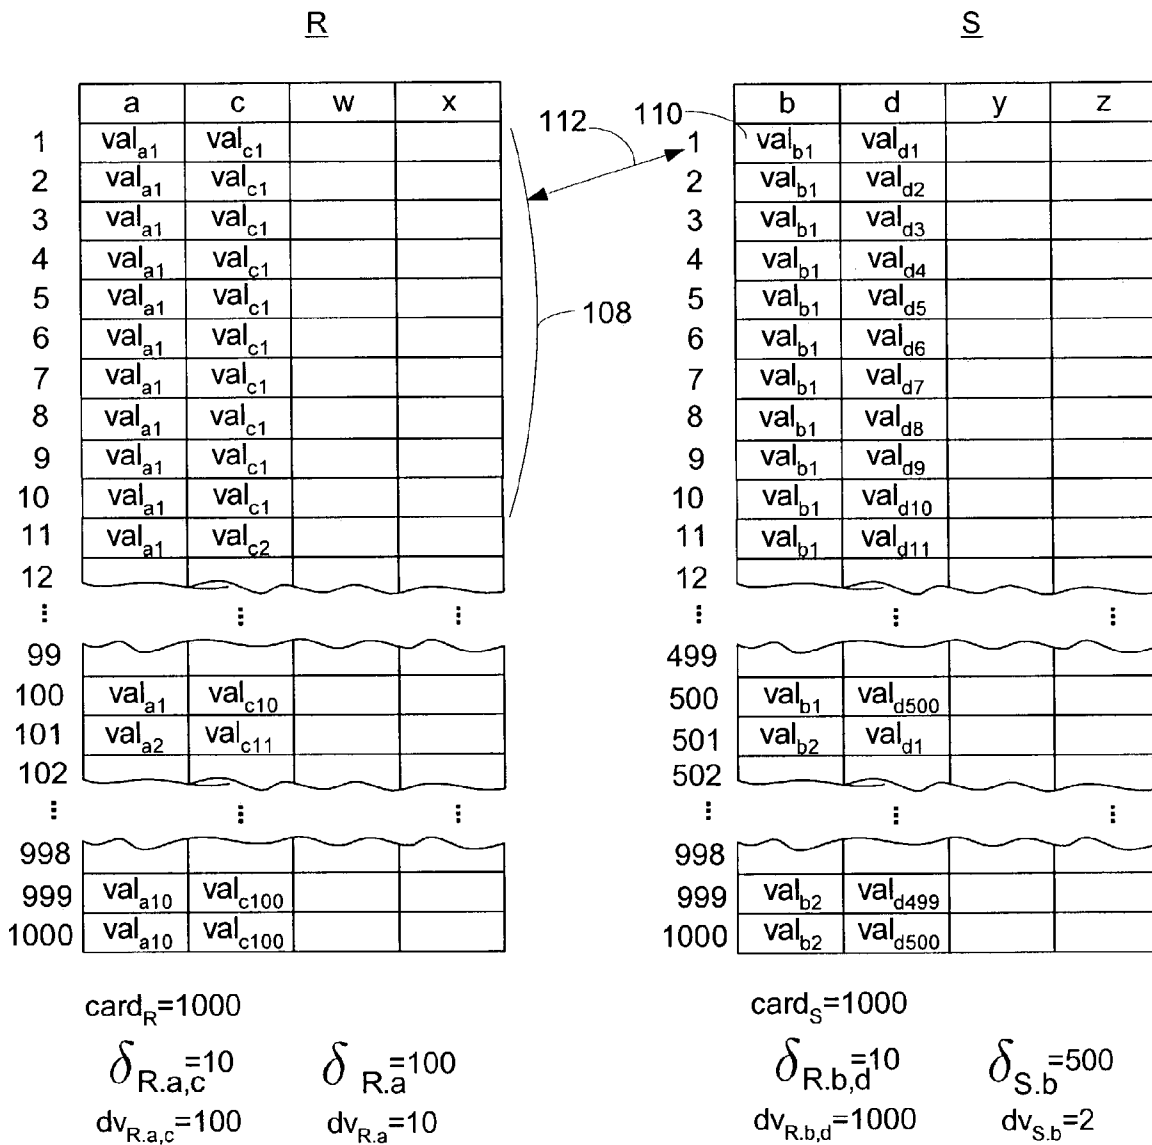 R S
a c w x b d y z
112 110
1 val_a1 val_c1 1 val_b1 val_d1
2 val_a1 val_c1 2 val_b1 val_d2
3 val_a1 val_c1 3 val_b1 val_d3
4 val_a1 val_c1 4 val_b1 val_d4
5 val_a1 val_c1 5 val_b1 val_d5
108
6 val_a1 val_c1 6 val_b1 val_d6
7 val_a1 val_c1 7 val_b1 val_d7
8 val_a1 val_c1 8 val_b1 val_d8
9 val_a1 val_c1 9 val_b1 val_d9
10 val_a1 val_c1 10 val_b1 val_d10
11 val_a1 val_c2 11 val_b1 val_d11
12 12
⋮ ⋮ ⋮ ⋮ ⋮ ⋮
99 499
100 val_a1 val_c10 500 val_b1 val_d500
101 val_a2 val_c11 501 val_b2 val_d1
102 502
⋮ ⋮ ⋮ ⋮ ⋮ ⋮
998 998
999 val_a10 val_c100 999 val_b2 val_d499
1000 val_a10 val_c100 1000 val_b2 val_d500
card_R=1000 card_S=1000
δ_R.a,c=10 δ_R.a=100 δ_R.b,d=10 δ_S.b=500
dv_R.a,c=100 dv_R.a=10 dv_R.b,d=1000 dv_S.b=2